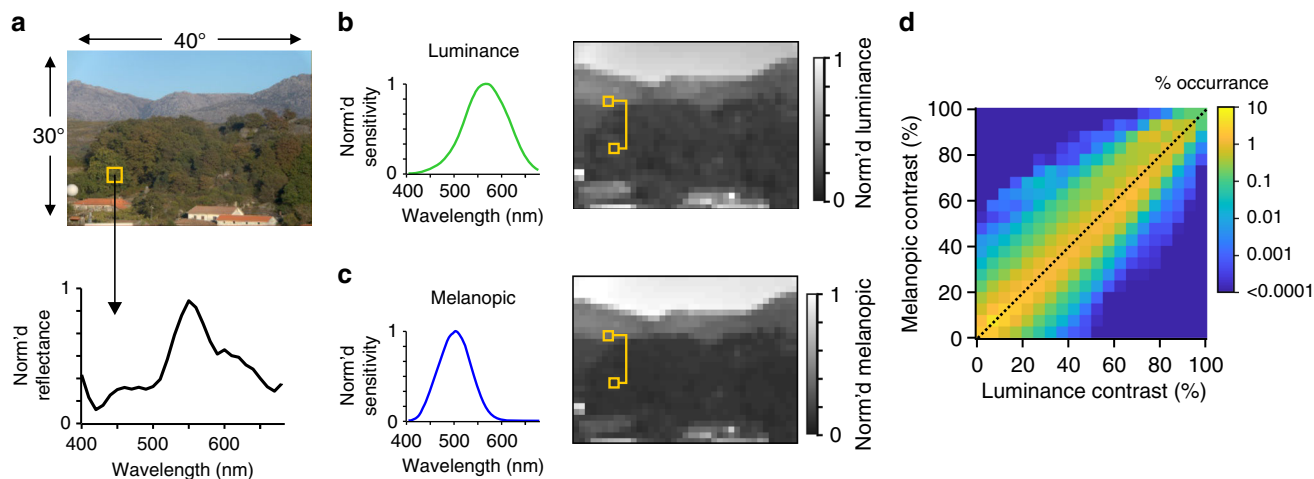 a
40°
30°
1
Norm'd
reflectance
0
400
500
600
Wavelength (nm)
b
Luminance
Norm'd
sensitivity
1
0
400
500
600
Wavelength (nm)
1
0
Norm'd luminance
c
Melanopic
Norm'd
sensitivity
1
0
400
500
600
Wavelength (nm)
1
0
Norm'd melanopic
d
% occurrance
Melanopic contrast (%)
100
80
60
40
20
0
0
20
40
60
80
100
Luminance contrast (%)
10
1
0.1
0.01
0.001
<0.0001